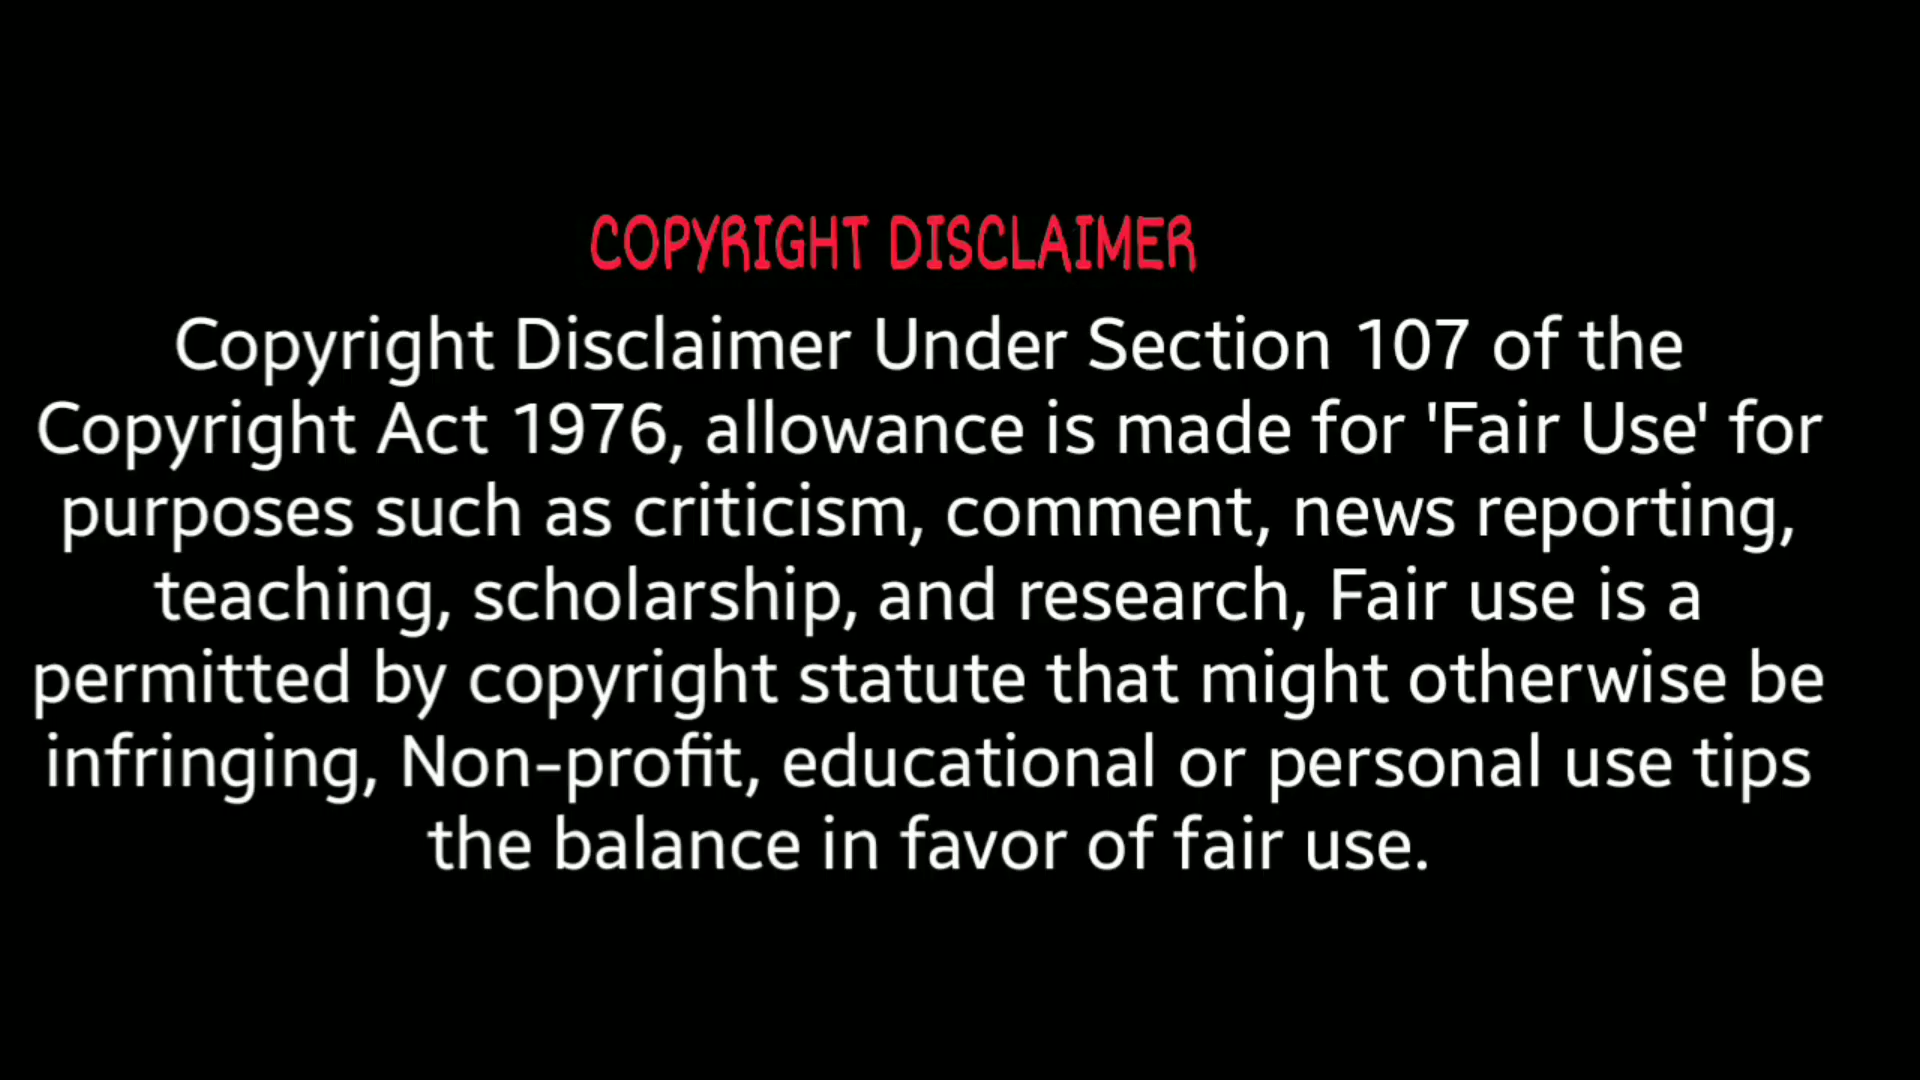 COPYRIGHT DISCLAIMER
Copyright Disclaimer Under Section 107 of the
Copyright Act 1976, allowance is made for 'Fair Use' for
purposes such as criticism, comment, news reporting,
teaching, scholarship, and research, Fair use is a
permitted by copyright statute that might otherwise be
infringing, Non-profit, educational or personal use tips
the balance in favor of fair use.